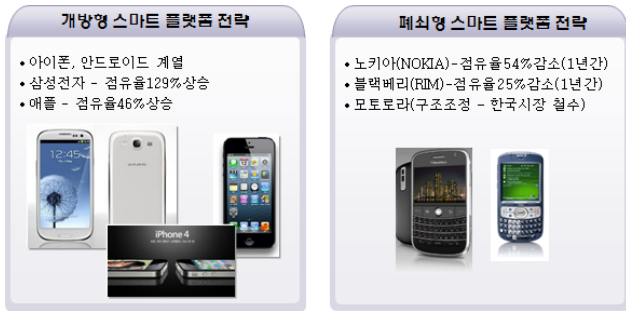 개방형 스마트 플랫폼 전략
• 아이폰, 안드로이드 계열
• 삼성전자 - 점유율129%상승
• 애플 - 점유율46%상승
12:45
iPhone 4
폐쇠형 스마트 플랫폼 전략
• 노키아(NOKIA)-점유율54%감소(1년간)
• 블랙베리(RIM)-점유율25%감소(1년간)
• 모토로라(구조조정 - 한국시장 철수)